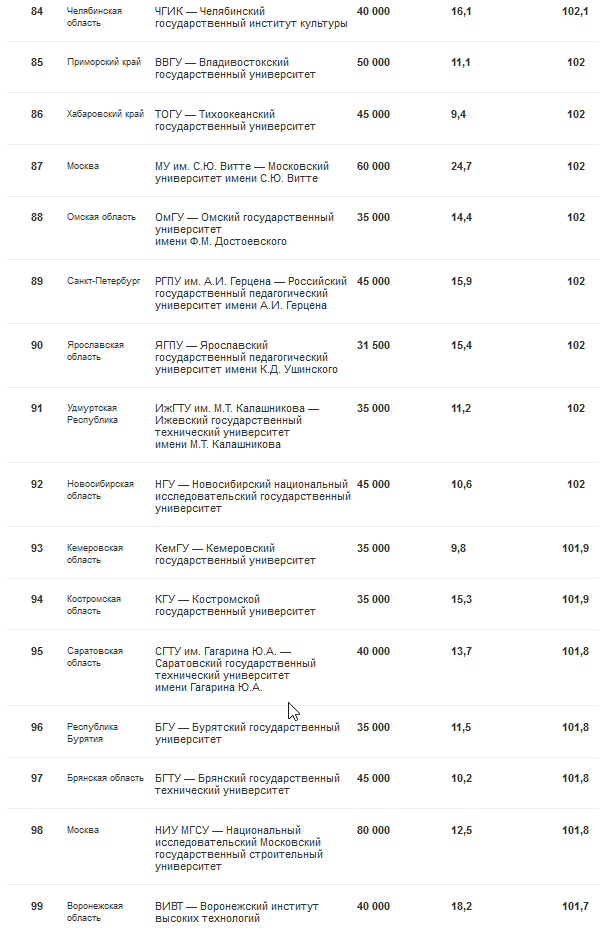 84 Челябинская ЧГИК — Челябинский 40 000 16,1 102,1
область государственный институт культуры
85 Приморский край ВВГУ — Владивостокский 50 000 11,1 102
государственный университет
86 Хабаровский край ТОГУ — Тихоокеанский 45 000 9,4 102
государственный университет
87 Москва МУ им. С.Ю. Витте — Московский 60 000 24,7 102
университет имени С.Ю. Витте
88 Омская область ОмГУ — Омский государственный 35 000 14,4 102
университет
имени Ф.М. Достоевского
89 Санкт-Петербург РГПУ им. А.И. Герцена — Российский 45 000 15,9 102
государственный педагогический
университет имени А.И. Герцена
90 Ярославская ЯГПУ — Ярославский 31 500 15,4 102
область государственный педагогический
университет имени К.Д. Ушинского
91 Удмуртская ИжГТУ им. М.Т. Калашникова — 35 000 11,2 102
Республика Ижевский государственный
технический университет
имени М.Т. Калашникова
92 Новосибирская НГУ — Новосибирский национальный 45 000 10,6 102
область исследовательский государственный
университет
93 Кемеровская КемГУ — Кемеровский 35 000 9,8 101,9
область государственный университет
94 Костромская КГУ — Костромской 35 000 15,3 101,9
область государственный университет
95 Саратовская СГТУ им. Гагарина Ю.А. — 40 000 13,7 101,8
область Саратовский государственный
технический университет
имени Гагарина Ю.А.
96 Республика БГУ — Бурятский государственный 35 000 11,5 101,8
Бурятия университет
97 Брянская область БГТУ — Брянский государственный 45 000 10,2 101,8
технический университет
98 Москва НИУ МГСУ — Национальный 80 000 12,5 101,8
исследовательский Московский
государственный строительный
университет
99 Воронежская ВИВТ — Воронежский институт 40 000 18,2 101,7
область высоких технологий